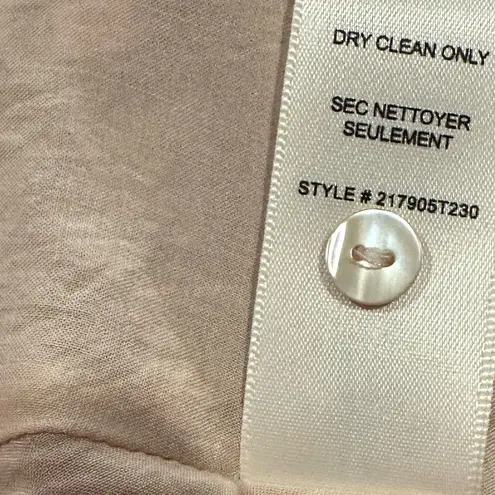 DRY CLEAN ONLY
SEC NETTOYER
SEULEMENT
STYLE # 217905T230